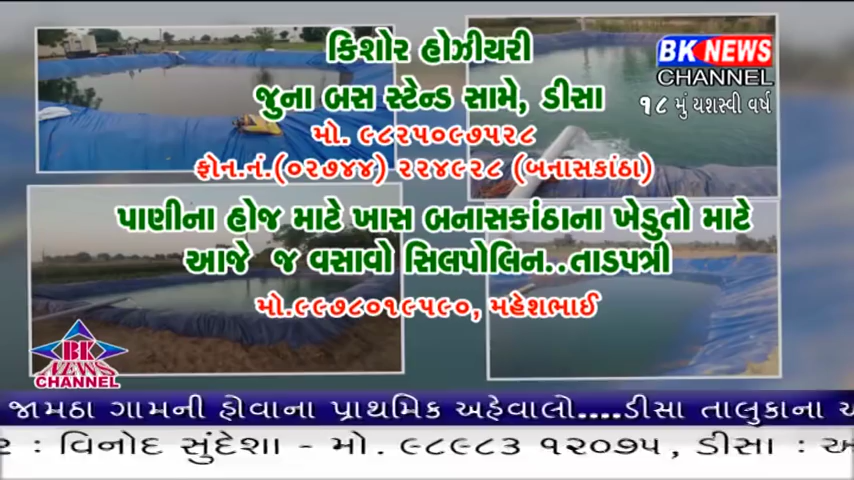 કિશોર હોઝીયરી
BK NEWS
CHANNEL
૧૮ મું યશસ્વી વર્ષ
જુના બસ સ્ટેન્ડ સામે, ડીસા
મો. ૯૮૨૫૦૯૭૫૨૮
ફોન.નં.(૦૨૭૪૪) ૨૨૪૯૨૮ (બનાસકાંઠા)
પાણીના હોજ માટે ખાસ બનાસકાંઠાના ખેડુતો માટે
આજે જ વસાવો સિલપોલિન..તાડપત્રી
મો.૯૯૭૮૦૧૯૫૯૦, મહેશભાઈ
BK
NEWS
CHANNEL
જામઠા ગામની હોવાના પ્રાથમિક અહેવાલો....ડીસા તાલુકાના
: વિનોદ સુંદેશા - મો. ૯૮૯૮૩ ૧૨૦૭૫, ડીસા :